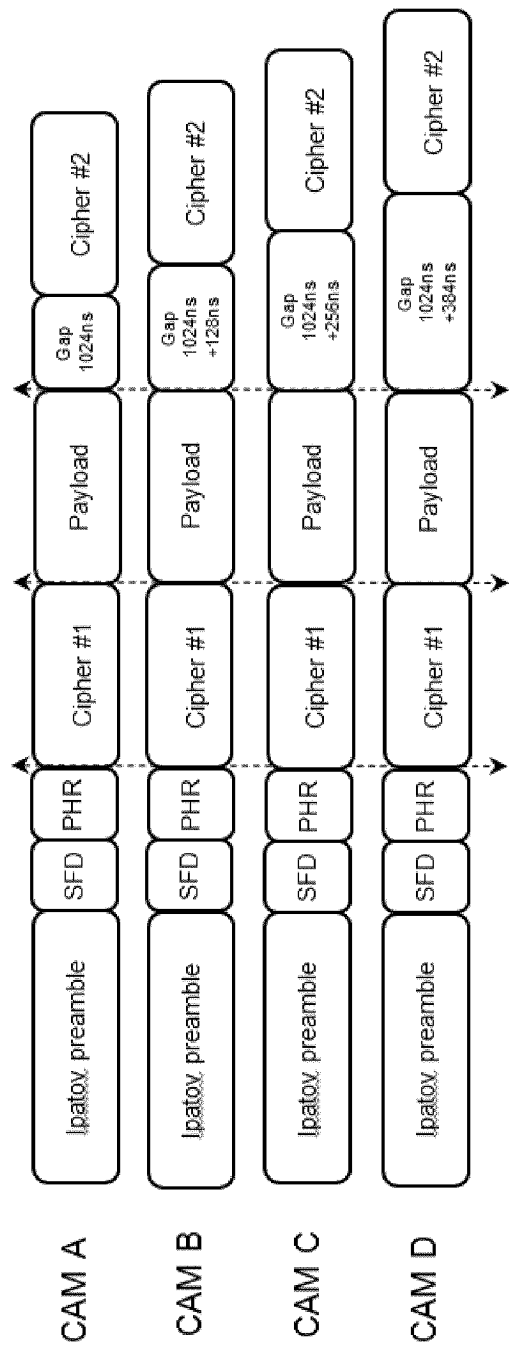 CAM A
Ipatov preamble
SFD
PHR
Cipher #1
Payload
Gap
1024ns
Cipher #2
CAM B
Ipatov preamble
SFD
PHR
Cipher #1
Payload
Gap
1024ns
+128ns
Cipher #2
CAM C
Ipatov preamble
SFD
PHR
Cipher #1
Payload
Gap
1024ns
+256ns
Cipher #2
CAM D
Ipatov preamble
SFD
PHR
Cipher #1
Payload
Gap
1024ns
+384ns
Cipher #2